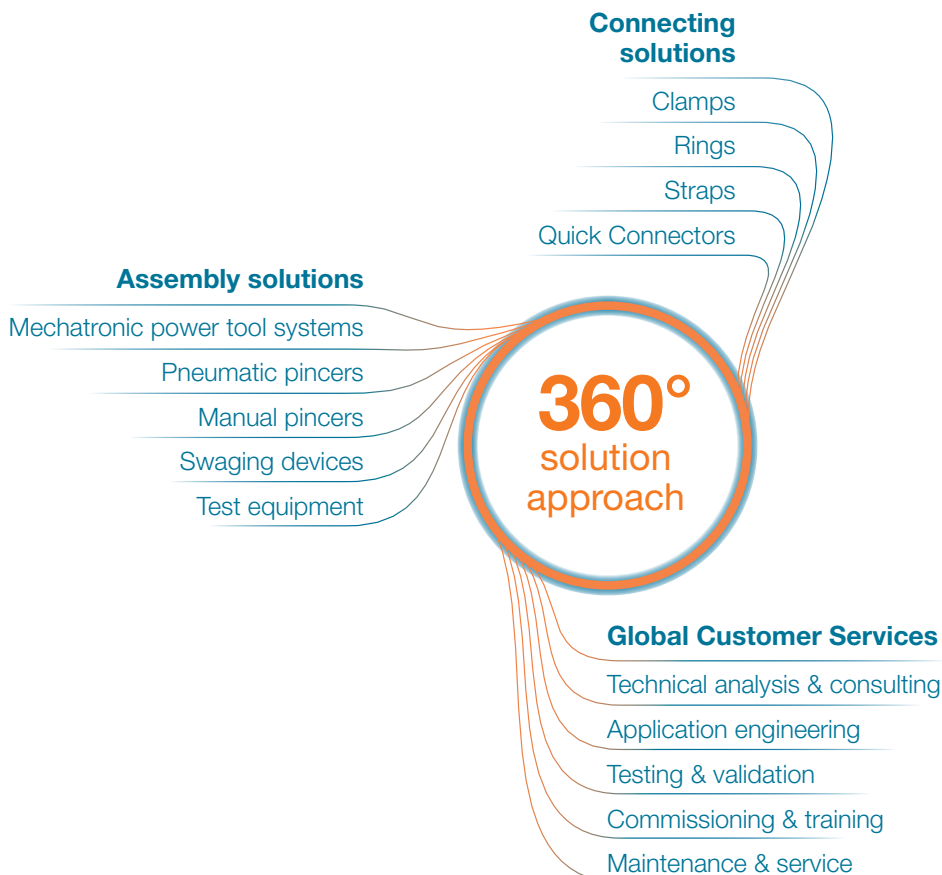 Connecting
solutions
Clamps
Rings
Straps
Quick Connectors
Assembly solutions
Mechatronic power tool systems
Pneumatic pincers
Manual pincers
Swaging devices
Test equipment
360°
solution
approach
Global Customer Services
Technical analysis & consulting
Application engineering
Testing & validation
Commissioning & training
Maintenance & service